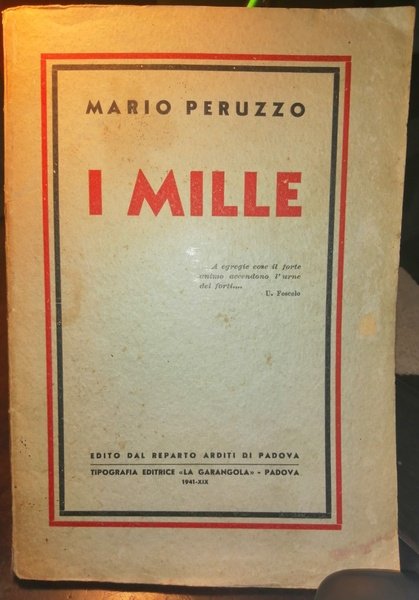 MARIO PERUZZO
I MILLE
A egregie cose il forte
animo accendono l'urne
dei forti....
U. Foscolo
EDITO DAL REPARTO ARDITI DI PADOVA
TIPOGRAFIA EDITRICE «LA GARANGOLA» - PADOVA
1941-XIX